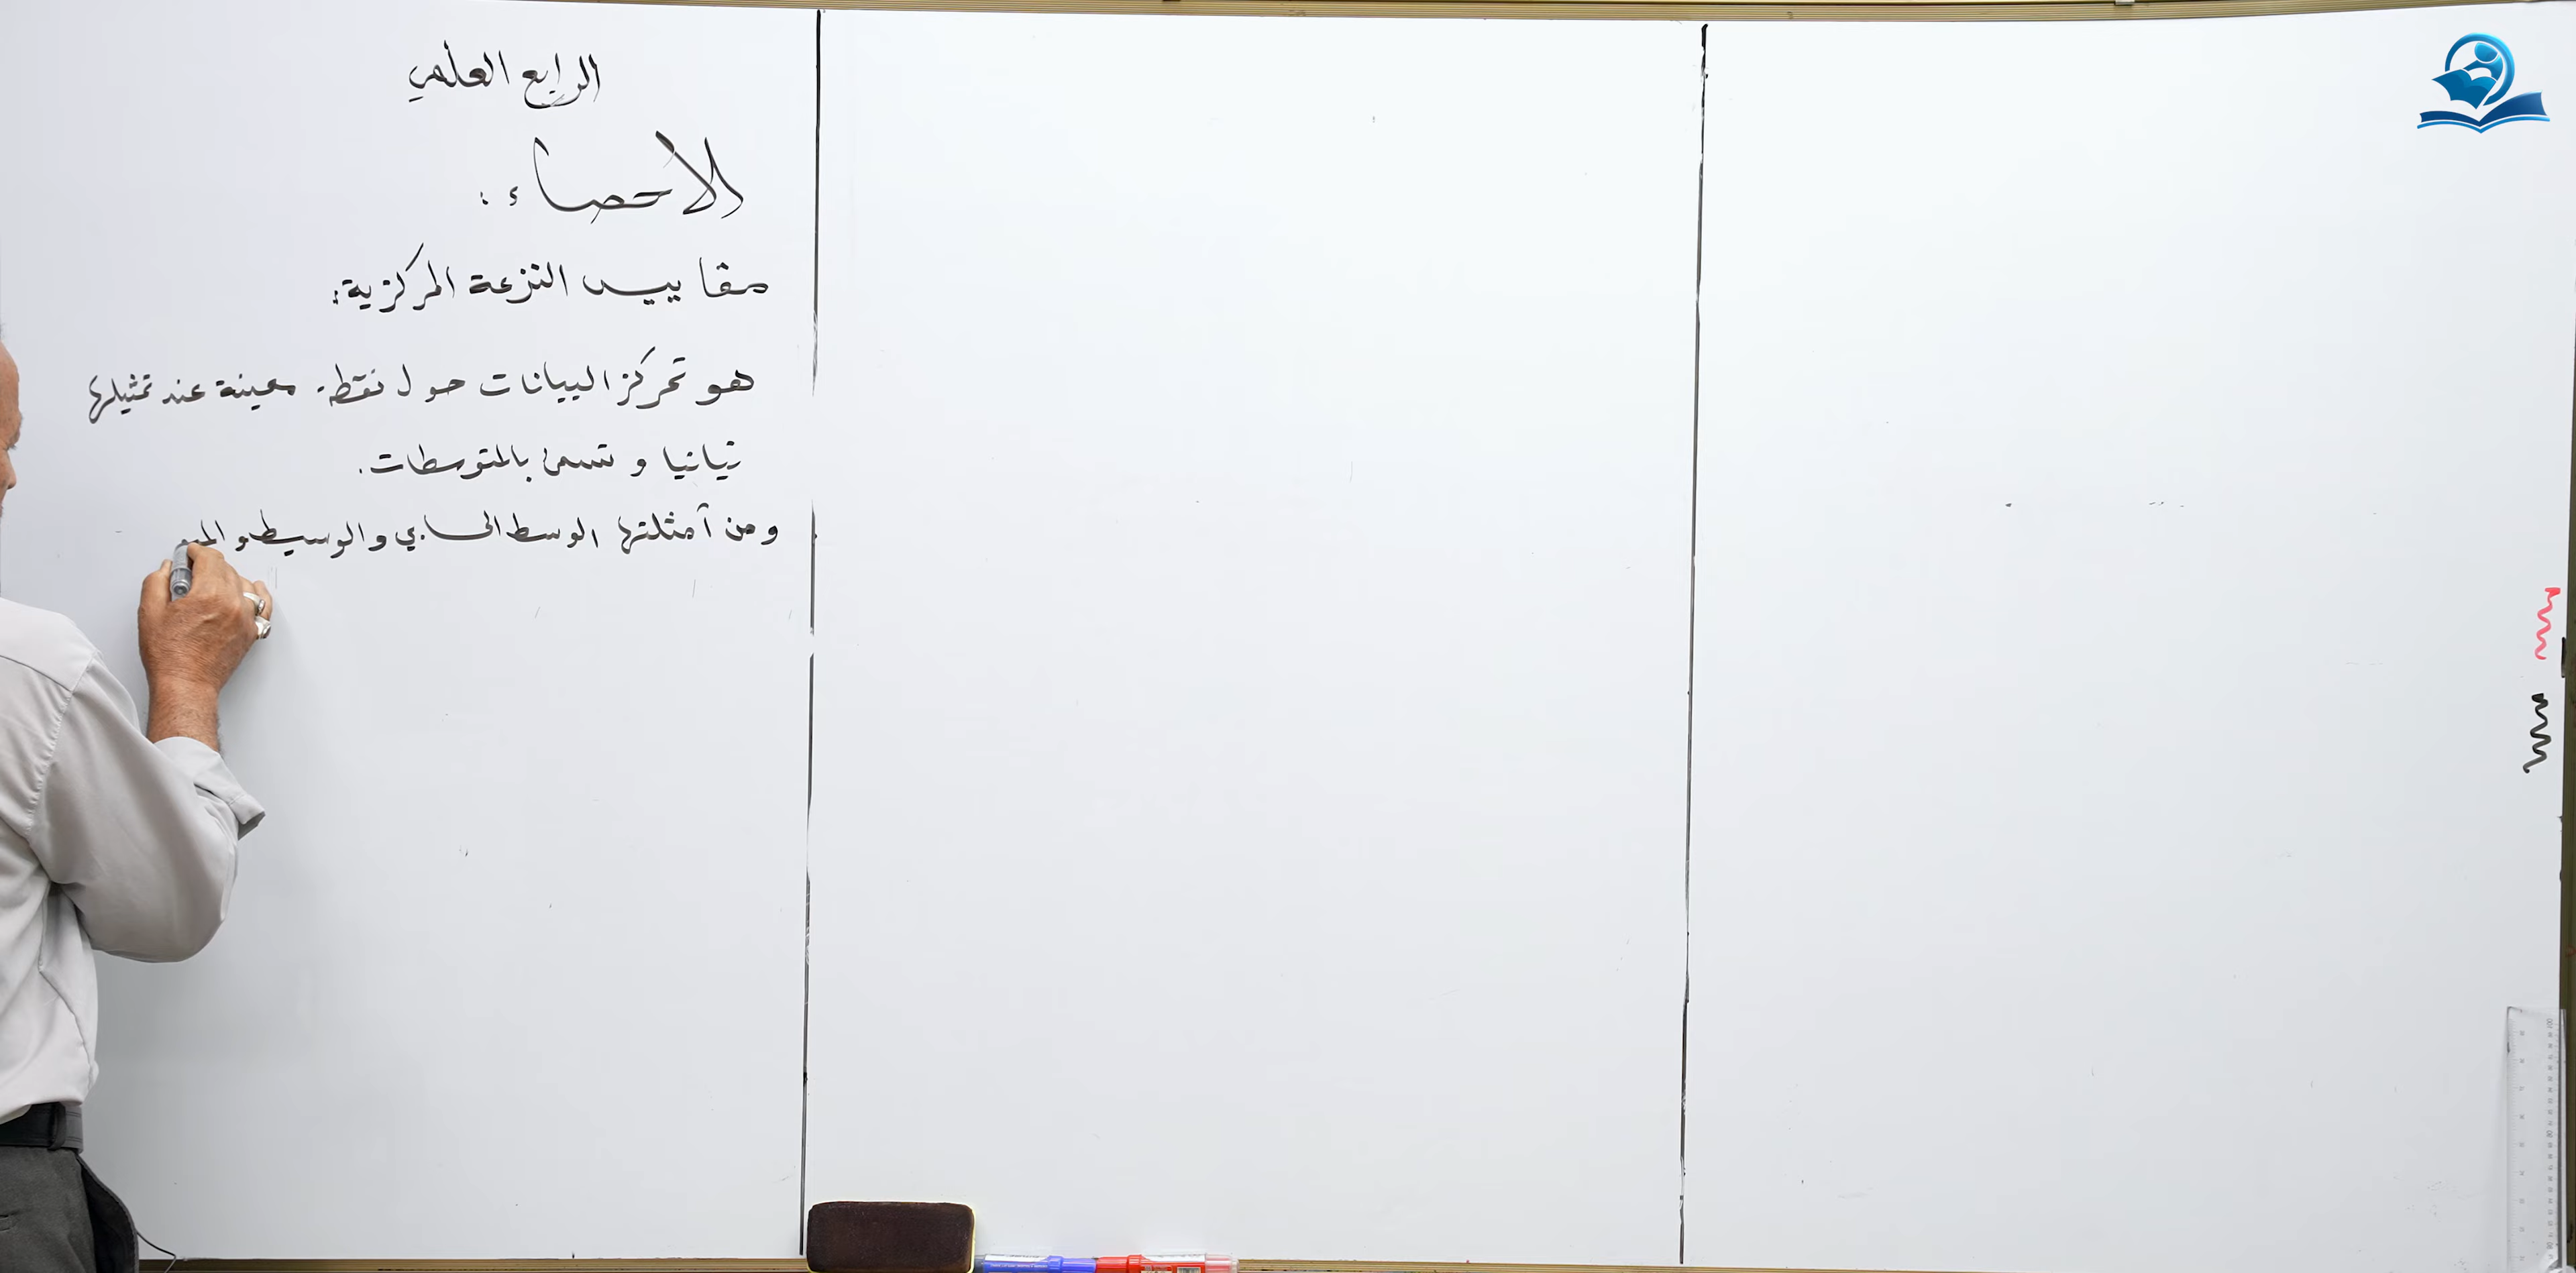 الرابع العلمي
الاحصاء :
مقاييس النزعة المركزية :
هو تمركز البيانات حول نقطة معينة عند تمثيلها
بيانيا و تسمى بالمتوسطات .
ومن أمثلتها الوسط الحسابي والوسيط و